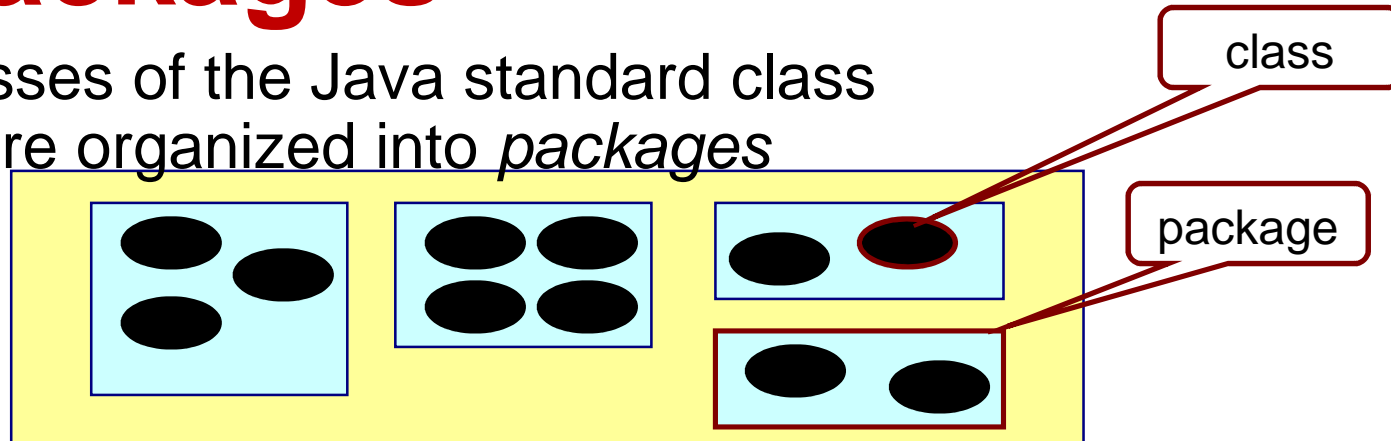 ackages
sses of the Java standard class
re organized into packages
class
package